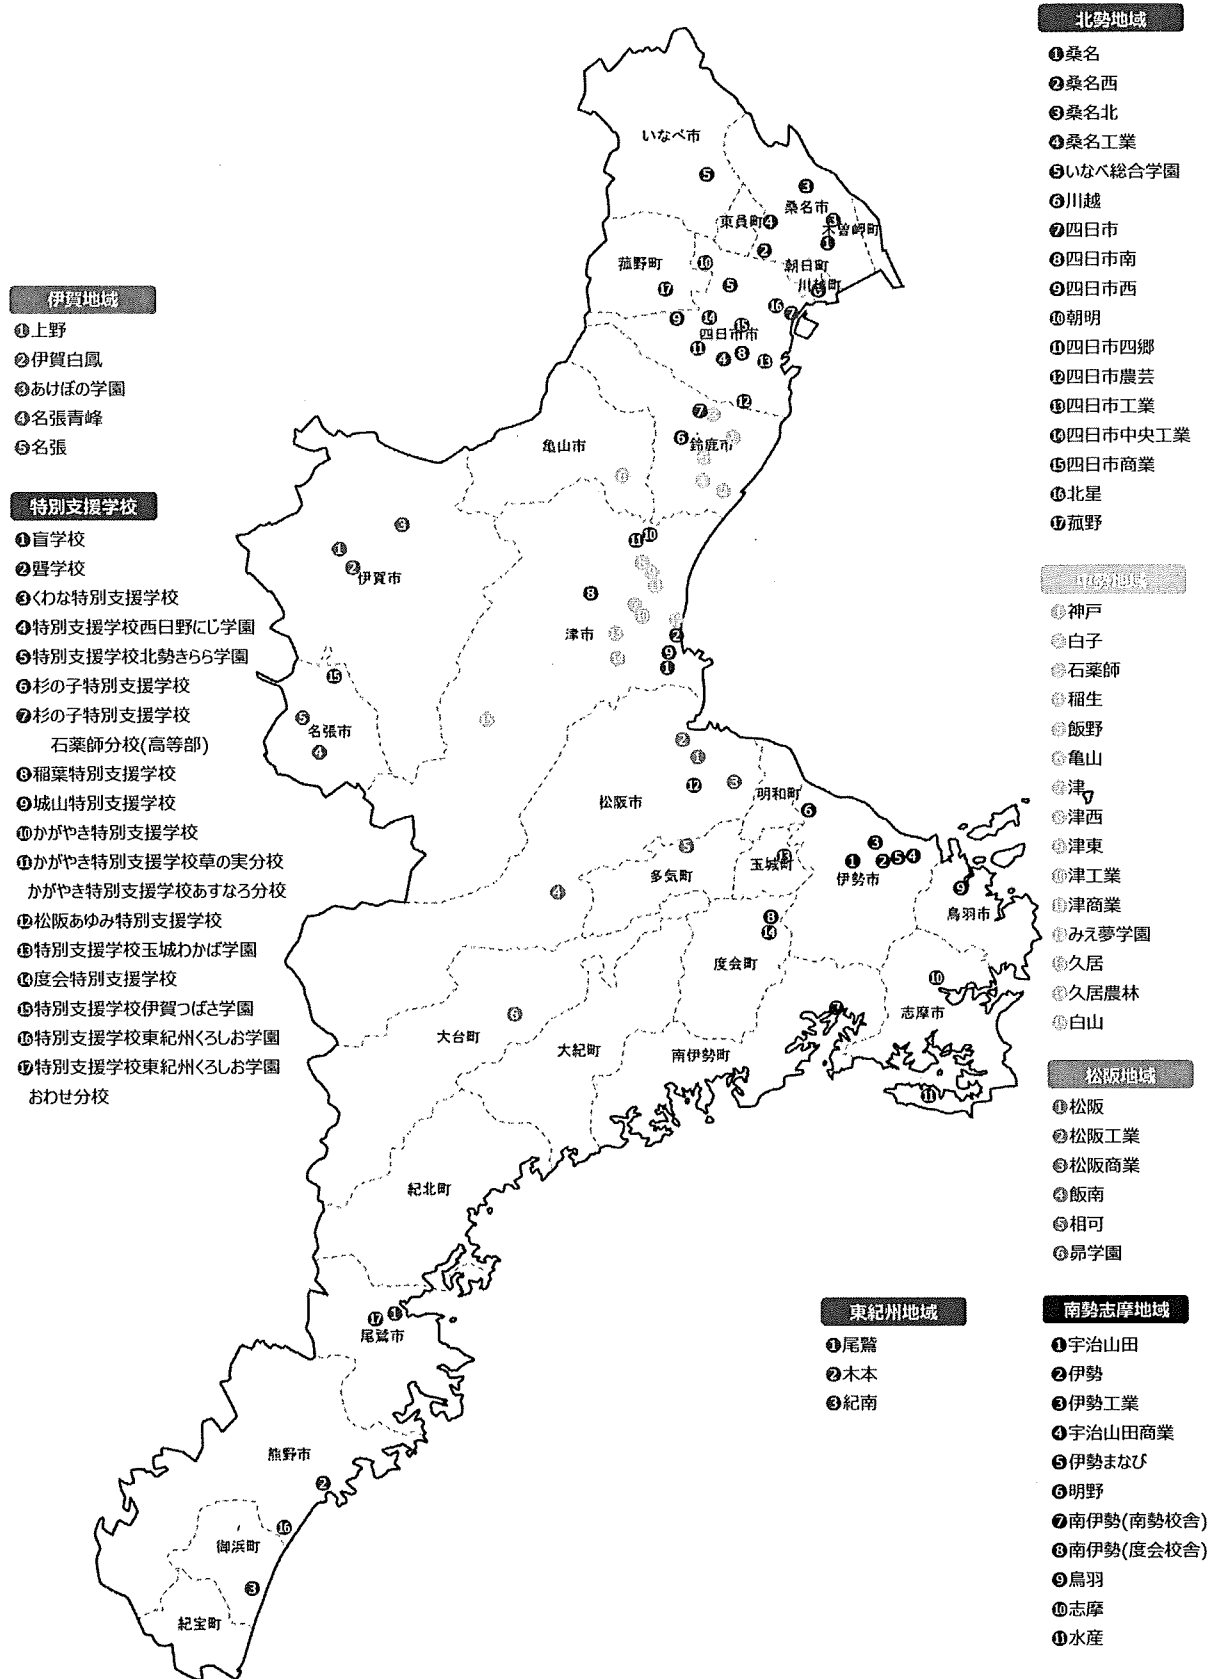 北勢地域
❶桑名
❷桑名西
❸桑名北
❹桑名工業
❺いなべ総合学園
❻川越
❼四日市
❽四日市南
❾四日市西
❿朝明
⓫四日市四郷
⓬四日市農芸
⓭四日市工業
⓮四日市中央工業
⓯四日市商業
⓰北星
⓱菰野
伊賀地域
❶上野
❷伊賀白鳳
❸あけぼの学園
❹名張青峰
❺名張
特別支援学校
❶盲学校
❷聾学校
❸くわな特別支援学校
❹特別支援学校西日野にじ学園
❺特別支援学校北勢きらら学園
❻杉の子特別支援学校
❼杉の子特別支援学校
石薬師分校(高等部)
❽稲葉特別支援学校
❾城山特別支援学校
❿かがやき特別支援学校
⓫かがやき特別支援学校草の実分校
かがやき特別支援学校あすなろ分校
⓬松阪あゆみ特別支援学校
⓭特別支援学校玉城わかば学園
⓮度会特別支援学校
⓯特別支援学校伊賀つばさ学園
⓰特別支援学校東紀州くろしお学園
⓱特別支援学校東紀州くろしお学園
おわせ分校
中勢地域
❶神戸
❷白子
❸石薬師
❹稲生
❺飯野
❻亀山
❼津
❽津西
❾津東
❿津工業
⓫津商業
⓬みえ夢学園
⓭久居
⓮久居農林
⓯白山
松阪地域
❶松阪
❷松阪工業
❸松阪商業
❹飯南
❺相可
❻昴学園
東紀州地域
❶尾鷲
❷木本
❸紀南
南勢志摩地域
❶宇治山田
❷伊勢
❸伊勢工業
❹宇治山田商業
❺伊勢まなび
❻明野
❼南伊勢(南勢校舎)
❽南伊勢(度会校舎)
❾鳥羽
❿志摩
⓫水産
いなべ市
桑名市
東員町
木曽岬町
菰野町
朝日町
川越町
四日市市
亀山市
鈴鹿市
伊賀市
津市
名張市
松阪市
明和町
多気町
玉城町
伊勢市
鳥羽市
度会町
志摩市
大台町
大紀町
南伊勢町
紀北町
尾鷲市
熊野市
御浜町
紀宝町